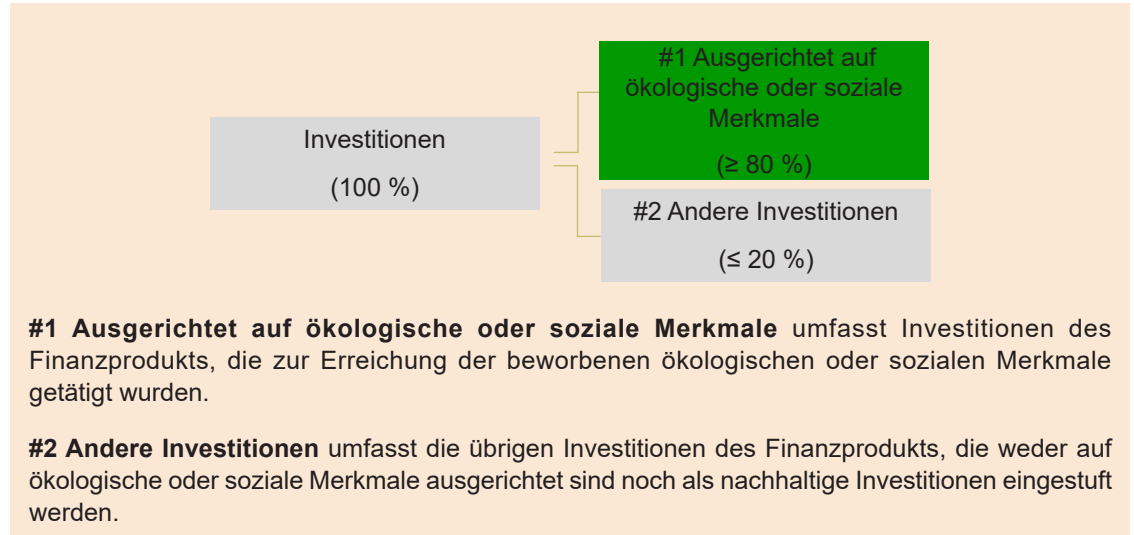 #1 Ausgerichtet auf
ökologische oder soziale
Merkmale
(≥ 80 %)
Investitionen
(100 %)
#2 Andere Investitionen
(≤ 20 %)
#1 Ausgerichtet auf ökologische oder soziale Merkmale umfasst Investitionen des
Finanzprodukts, die zur Erreichung der beworbenen ökologischen oder sozialen Merkmale
getätigt wurden.
#2 Andere Investitionen umfasst die übrigen Investitionen des Finanzprodukts, die weder auf
ökologische oder soziale Merkmale ausgerichtet sind noch als nachhaltige Investitionen eingestuft
werden.